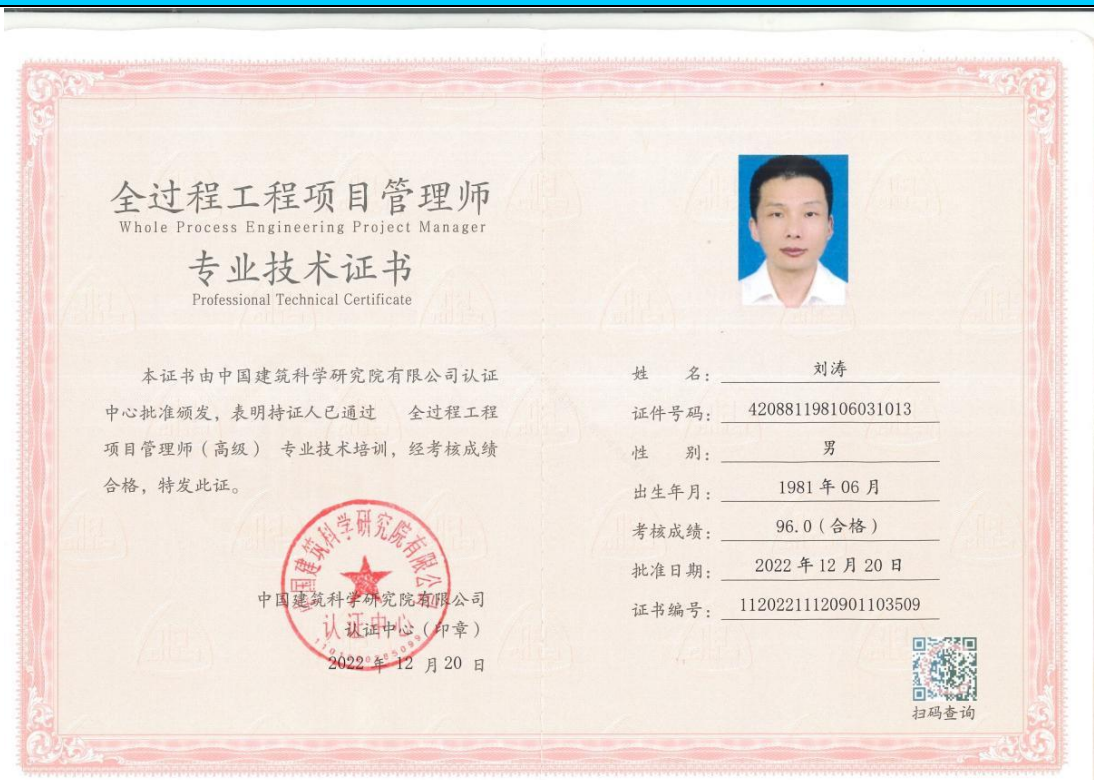 全过程工程项目管理师
Whole Process Engineering Project Manager
专业技术证书
Professional Technical Certificate
本证书由中国建筑科学研究院有限公司认证
中心批准颁发，表明持证人已通过 全过程工程
项目管理师（高级） 专业技术培训，经考核成绩
合格，特发此证。
中国建筑科学研究院有限公司
认证中心（印章）
2022 年 12 月 20 日
中国建筑科学研究院有限公司
认证中心
姓 名：刘涛
证件号码：420881198106031013
性 别：男
出生年月：1981 年 06 月
考核成绩：96.0（合格）
批准日期：2022 年 12 月 20 日
证书编号：11202211120901103509
扫码查询